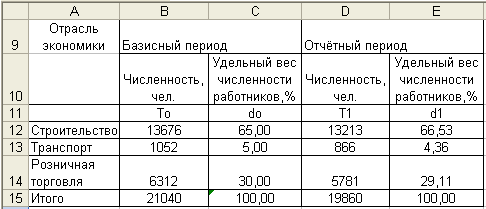 A B C D E
9 Отрасль экономики Базисный период Отчётный период
10 Численность, чел. Удельный вес численности работников,% Численность, чел. Удельный вес численности работников,%
11 То do Т1 d1
12 Строительство 13676 65,00 13213 66,53
13 Транспорт 1052 5,00 866 4,36
14 Розничная торговля 6312 30,00 5781 29,11
15 Итого 21040 100,00 19860 100,00